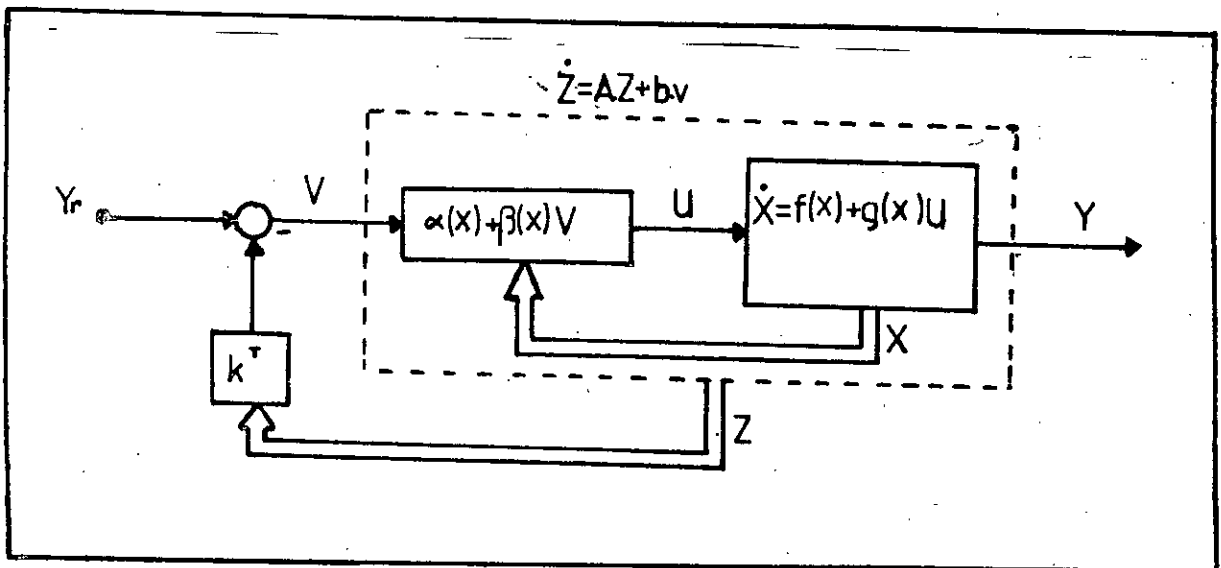 Ż=AZ+b.v
Yr
V
α(x)+β(x)V
U
Ẋ=f(x)+g(x)U
Y
X
kᵀ
Z
-